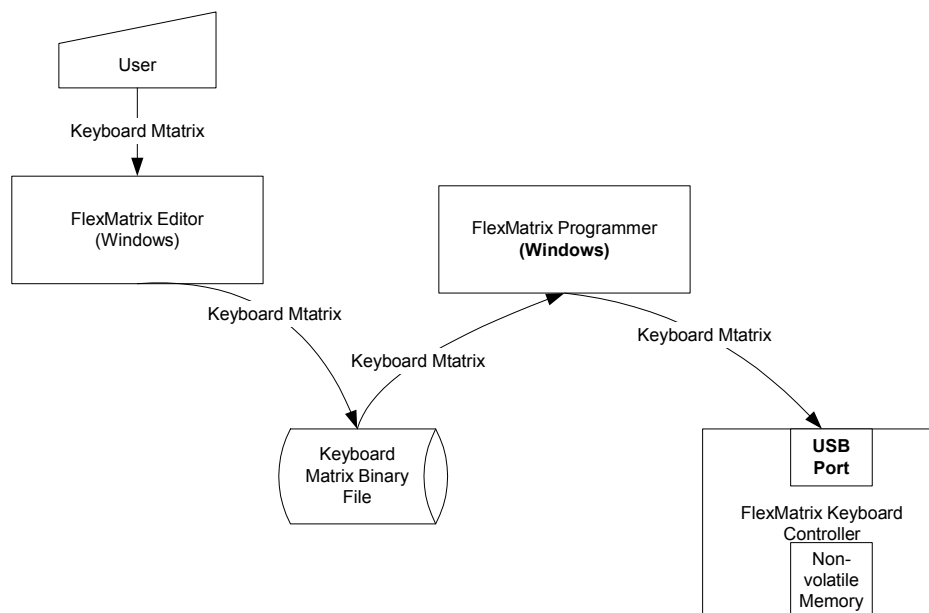 User
Keyboard Mtatrix
FlexMatrix Editor
(Windows)
FlexMatrix Programmer
(Windows)
Keyboard Mtatrix
Keyboard Mtatrix
Keyboard Mtatrix
Keyboard
Matrix Binary
File
USB
Port
FlexMatrix Keyboard
Controller
Non-
volatile
Memory